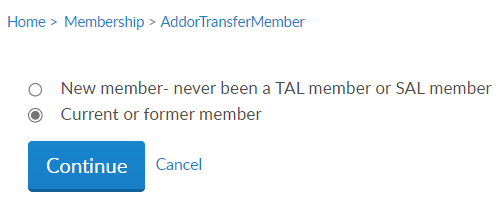 Home > Membership > AddorTransferMember
New member- never been a TAL member or SAL member
Current or former member
Continue Cancel